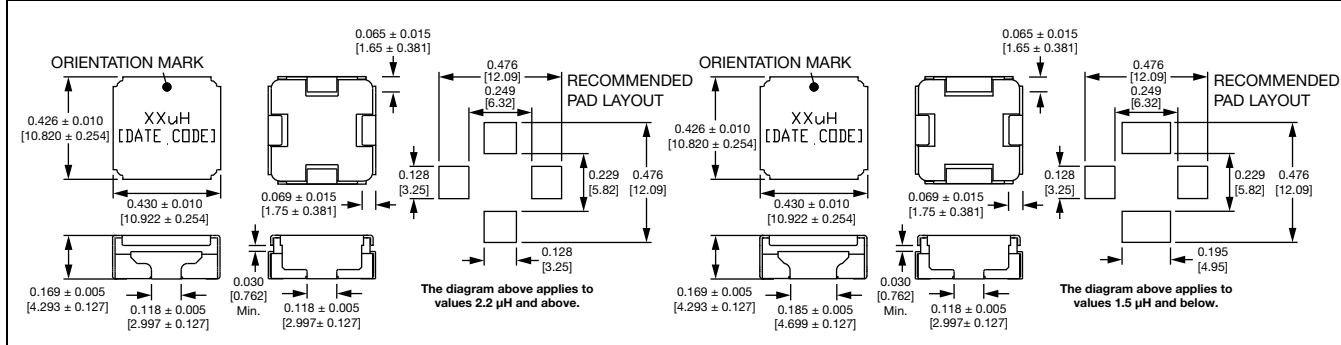 ORIENTATION MARK
XXuH
[DATE CODE]
0.426 ± 0.010
[10.820 ± 0.254]
0.430 ± 0.010
[10.922 ± 0.254]
0.169 ± 0.005
[4.293 ± 0.127]
0.118 ± 0.005
[2.997± 0.127]
0.065 ± 0.015
[1.65 ± 0.381]
0.069 ± 0.015
[1.75 ± 0.381]
0.030
[0.762]
Min.
0.118 ± 0.005
[2.997± 0.127]
0.476
[12.09]
0.249
[6.32]
RECOMMENDED
PAD LAYOUT
0.128
[3.25]
0.229
[5.82]
0.476
[12.09]
0.128
[3.25]
The diagram above applies to
values 2.2 µH and above.
ORIENTATION MARK
XXuH
[DATE CODE]
0.426 ± 0.010
[10.820 ± 0.254]
0.430 ± 0.010
[10.922 ± 0.254]
0.169 ± 0.005
[4.293 ± 0.127]
0.185 ± 0.005
[4.699 ± 0.127]
0.065 ± 0.015
[1.65 ± 0.381]
0.069 ± 0.015
[1.75 ± 0.381]
0.030
[0.762]
Min.
0.118 ± 0.005
[2.997± 0.127]
0.476
[12.09]
0.249
[6.32]
RECOMMENDED
PAD LAYOUT
0.128
[3.25]
0.229
[5.82]
0.476
[12.09]
0.195
[4.95]
The diagram above applies to
values 1.5 µH and below.